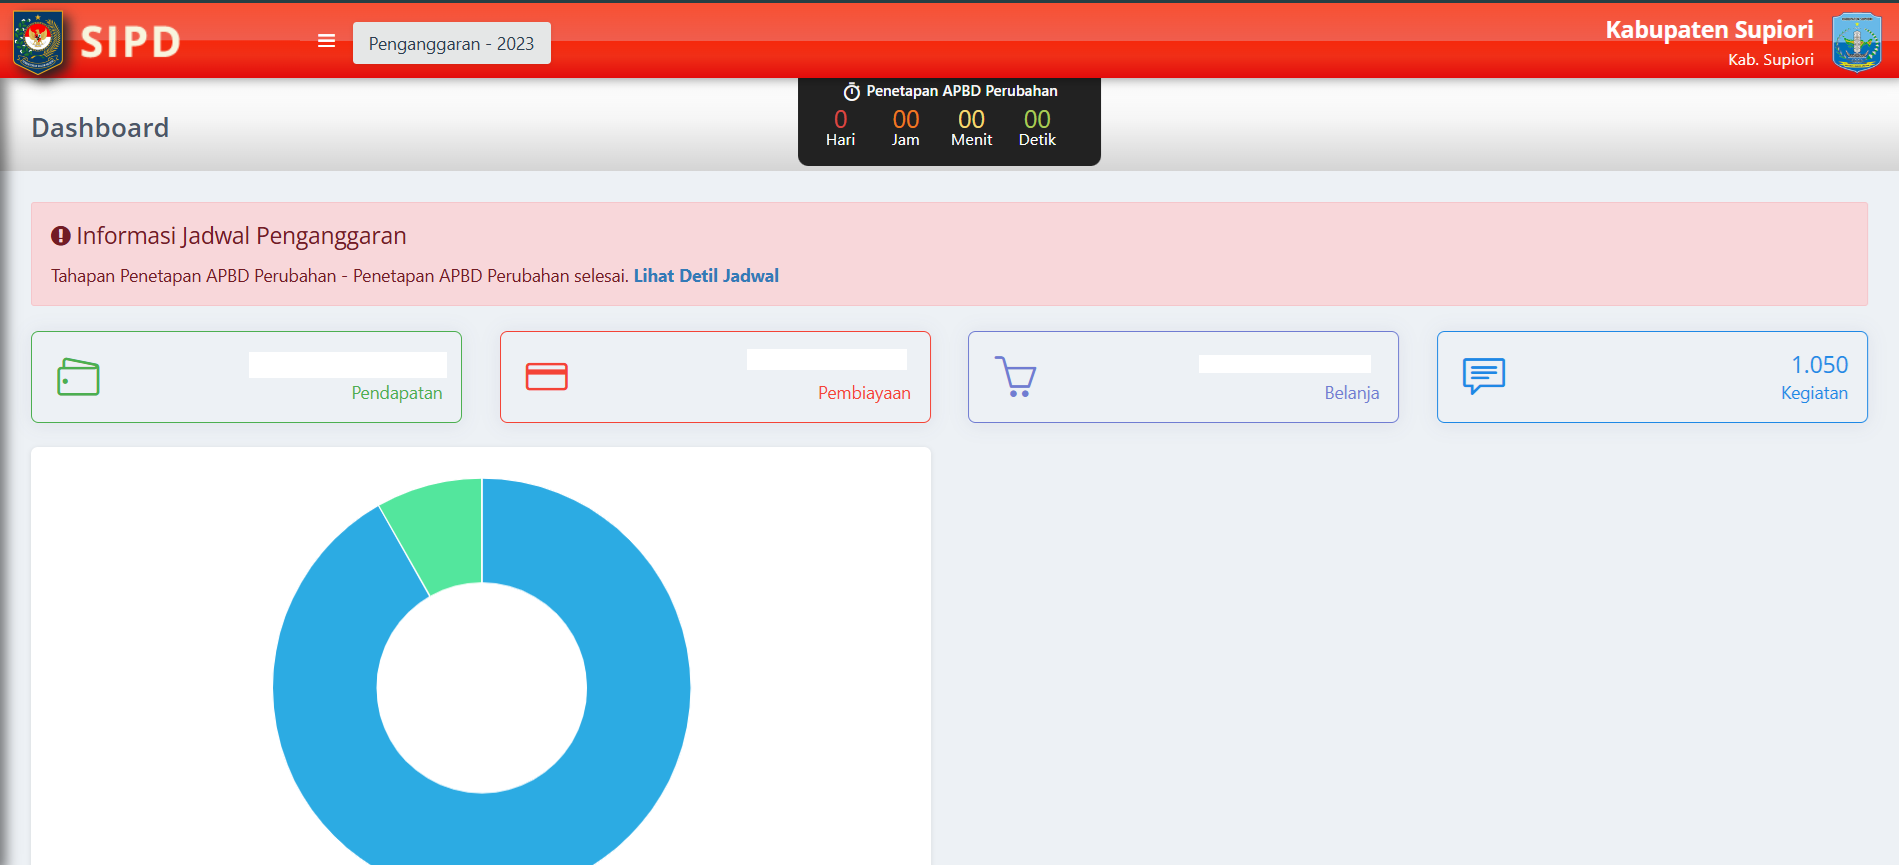 SIPD
Penganggaran - 2023
Kabupaten Supiori
Kab. Supiori
Penetapan APBD Perubahan
0 00 00 00
Hari Jam Menit Detik
Dashboard
Informasi Jadwal Penganggaran
Tahapan Penetapan APBD Perubahan - Penetapan APBD Perubahan selesai. Lihat Detil Jadwal
Pendapatan
Pembiayaan
Belanja
1.050
Kegiatan